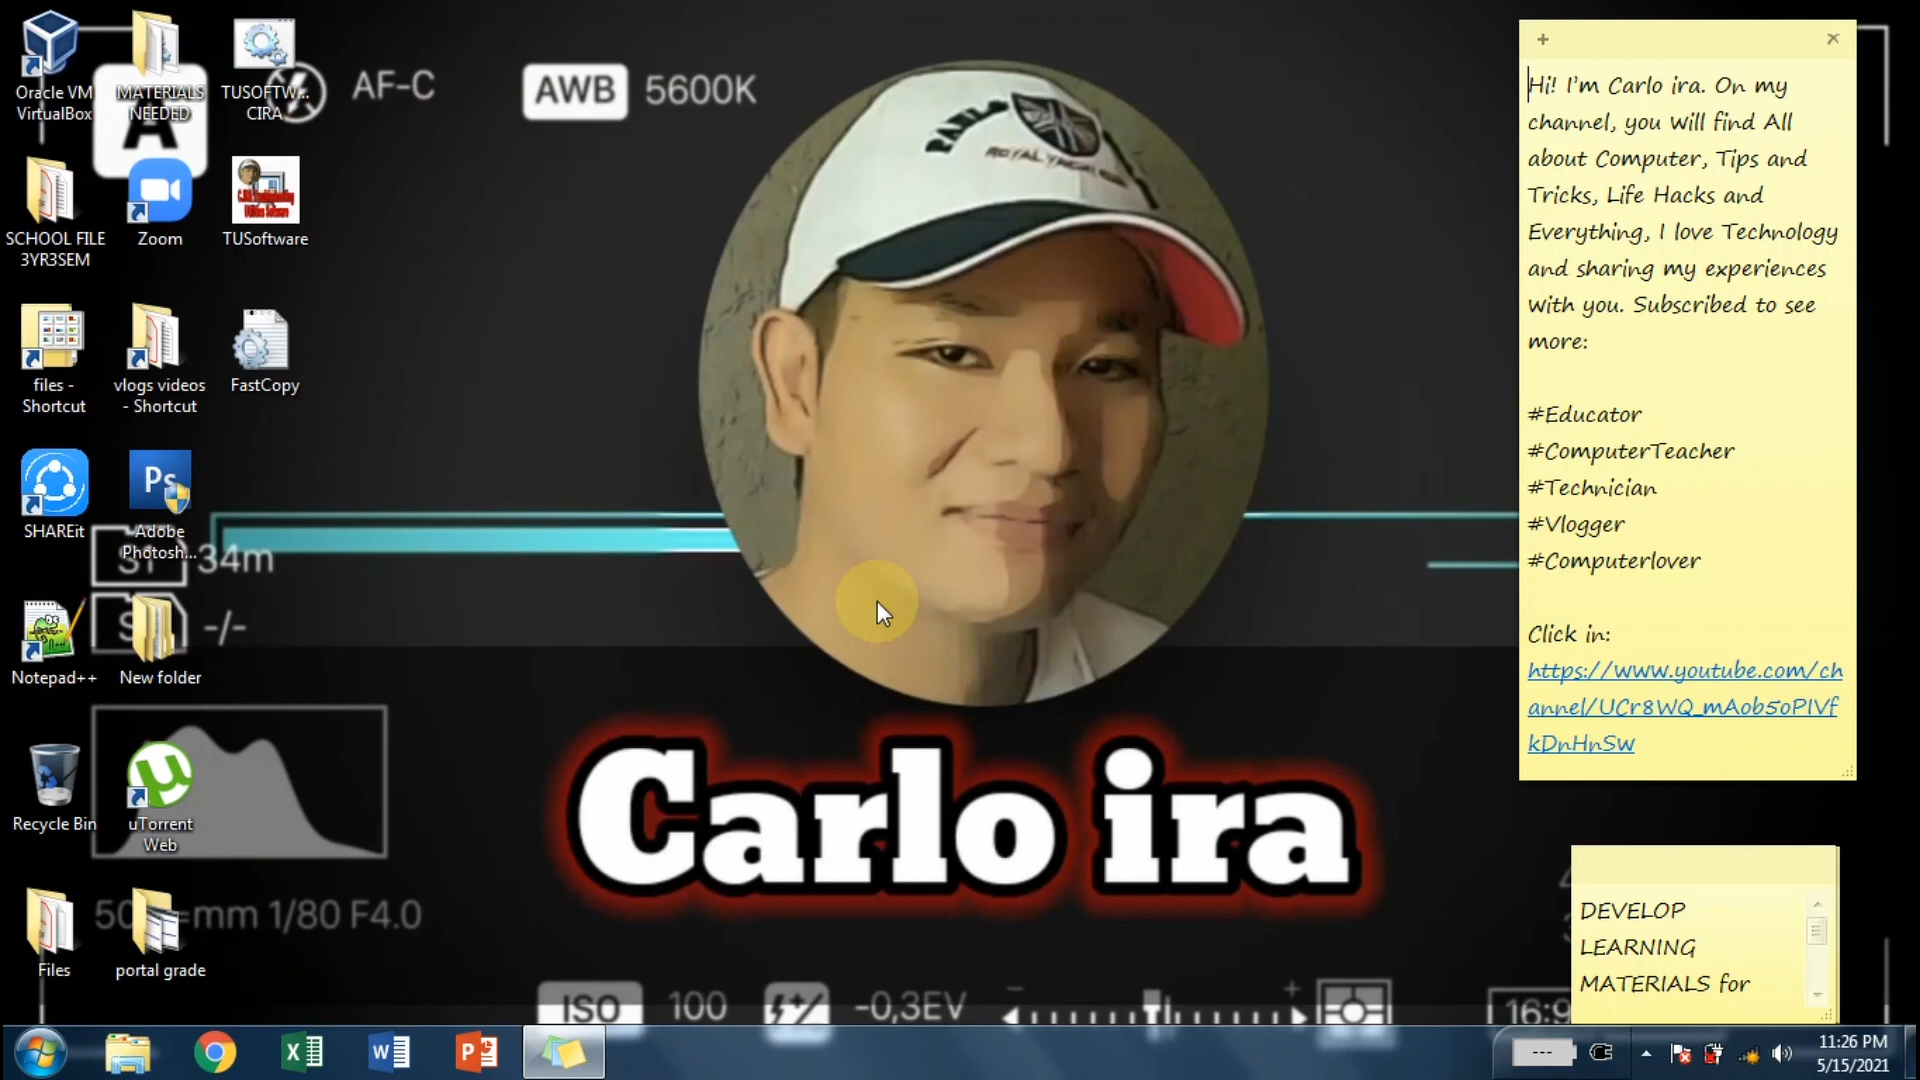 Oracle VM
VirtualBox
MATERIALS
NEEDED
TUSOFTW...
CIRA
A
AF-C
AWB 5600K
SCHOOL FILE
3YR3SEM
Zoom
TUSoftware
files -
Shortcut
vlogs videos
- Shortcut
FastCopy
SHAREit
Ps
Adobe
Photosh...
34m
-/-
Notepad++
New folder
Recycle Bin
uTorrent
Web
Files
portal grade
mm 1/80 F4.0
ROYAL YACHT
Carlo ira
ISO 100
-0,3EV
16:9
Hi! I'm Carlo ira. On my
channel, you will find All
about Computer, Tips and
Tricks, Life Hacks and
Everything, I love Technology
and sharing my experiences
with you. Subscribed to see
more:
#Educator
#ComputerTeacher
#Technician
#Vlogger
#Computerlover
Click in:
https://www.youtube.com/ch
annel/UCr8WQ_mAob5oPIVf
kDnHnSw
DEVELOP
LEARNING
MATERIALS for
---
11:26 PM
5/15/2021